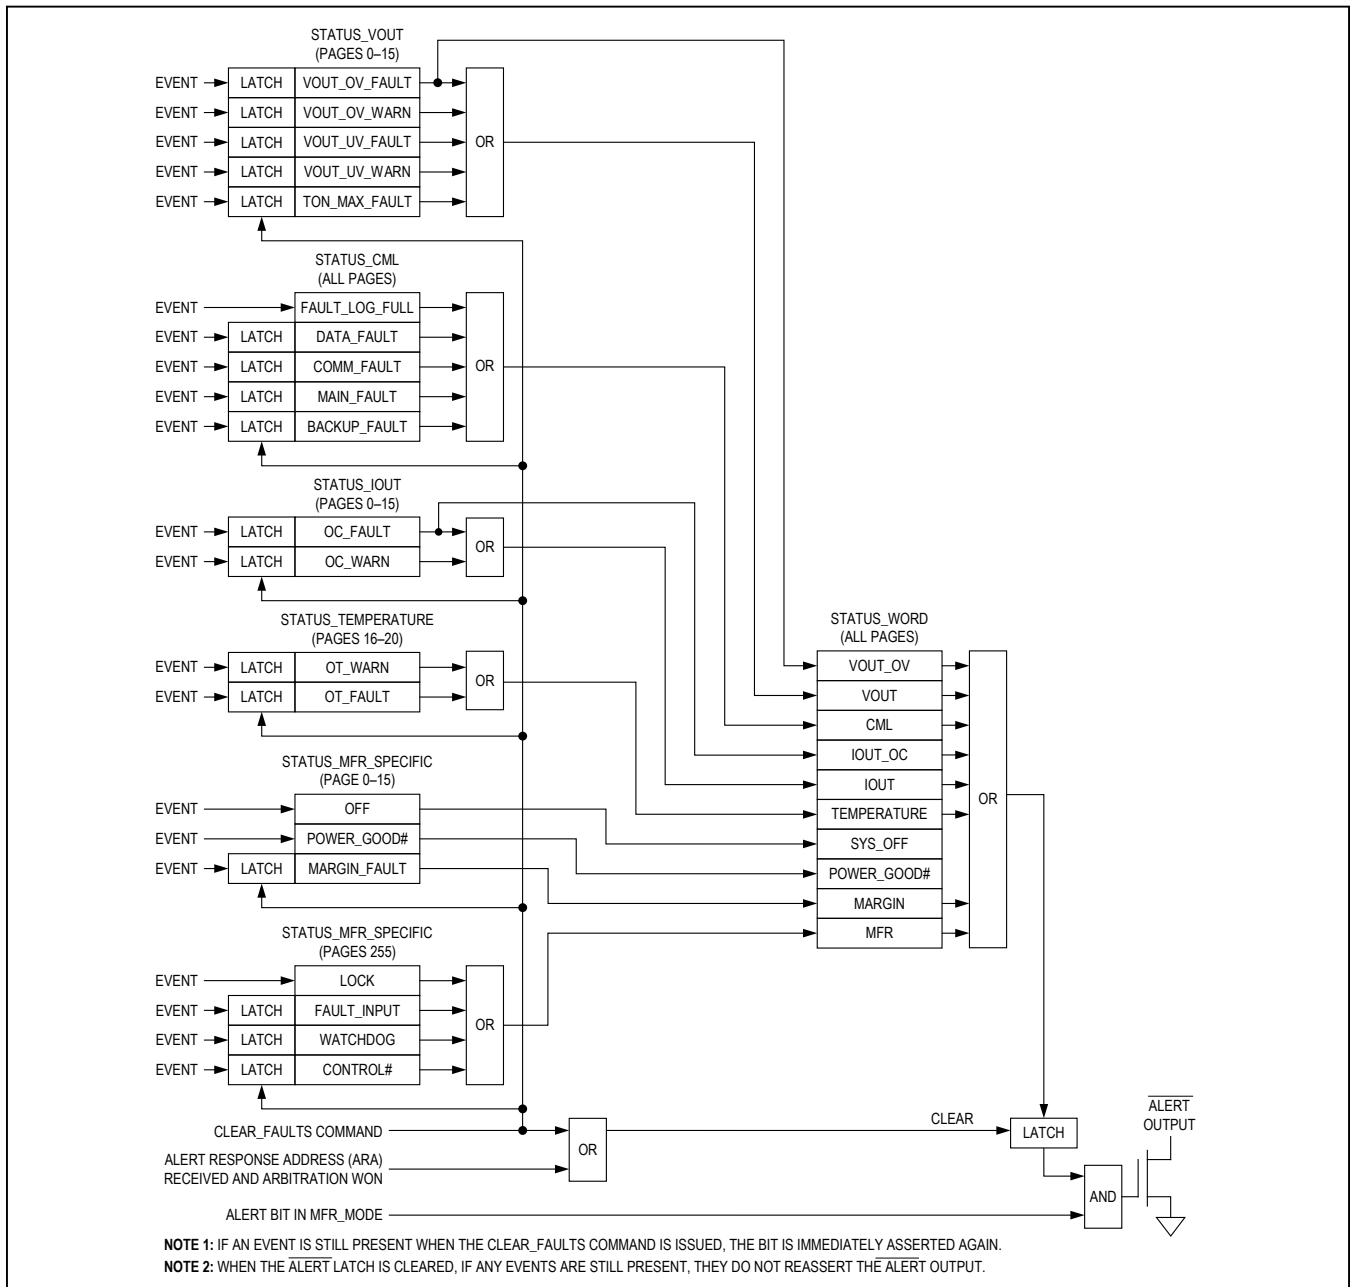 STATUS_VOUT
(PAGES 0–15)
EVENT LATCH VOUT_OV_FAULT
EVENT LATCH VOUT_OV_WARN
EVENT LATCH VOUT_UV_FAULT
EVENT LATCH VOUT_UV_WARN
EVENT LATCH TON_MAX_FAULT
OR
STATUS_CML
(ALL PAGES)
EVENT FAULT_LOG_FULL
EVENT LATCH DATA_FAULT
EVENT LATCH COMM_FAULT
EVENT LATCH MAIN_FAULT
EVENT LATCH BACKUP_FAULT
OR
STATUS_IOUT
(PAGES 0–15)
EVENT LATCH OC_FAULT
EVENT LATCH OC_WARN
OR
STATUS_TEMPERATURE
(PAGES 16–20)
EVENT LATCH OT_WARN
EVENT LATCH OT_FAULT
OR
STATUS_MFR_SPECIFIC
(PAGE 0–15)
EVENT OFF
EVENT POWER_GOOD#
EVENT LATCH MARGIN_FAULT
STATUS_MFR_SPECIFIC
(PAGES 255)
EVENT LOCK
EVENT LATCH FAULT_INPUT
EVENT LATCH WATCHDOG
EVENT LATCH CONTROL#
OR
STATUS_WORD
(ALL PAGES)
VOUT_OV
VOUT
CML
IOUT_OC
IOUT
TEMPERATURE
SYS_OFF
POWER_GOOD#
MARGIN
MFR
OR
CLEAR_FAULTS COMMAND
ALERT RESPONSE ADDRESS (ARA)
RECEIVED AND ARBITRATION WON
OR
CLEAR
LATCH
ALERT BIT IN MFR_MODE
AND
ALERT
OUTPUT
NOTE 1: IF AN EVENT IS STILL PRESENT WHEN THE CLEAR_FAULTS COMMAND IS ISSUED, THE BIT IS IMMEDIATELY ASSERTED AGAIN.
NOTE 2: WHEN THE ALERT LATCH IS CLEARED, IF ANY EVENTS ARE STILL PRESENT, THEY DO NOT REASSERT THE ALERT OUTPUT.